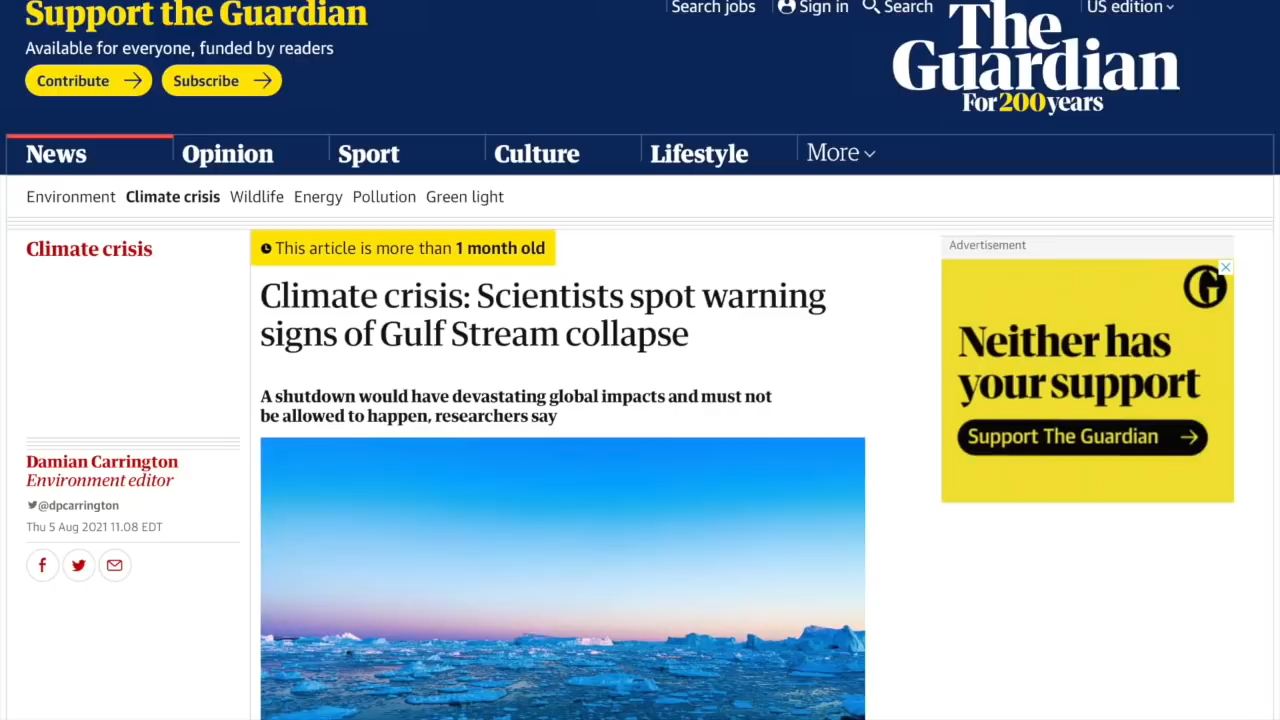 Support the Guardian
Available for everyone, funded by readers
Contribute
Subscribe
Search jobs
Sign in
Search
US edition
The
Guardian
For 200 years
News
Opinion
Sport
Culture
Lifestyle
More
Environment
Climate crisis
Wildlife
Energy
Pollution
Green light
Climate crisis
This article is more than 1 month old
Climate crisis: Scientists spot warning
signs of Gulf Stream collapse
A shutdown would have devastating global impacts and must not
be allowed to happen, researchers say
Damian Carrington
Environment editor
@dpcarrington
Thu 5 Aug 2021 11.08 EDT
Advertisement
Neither has
your support
Support The Guardian